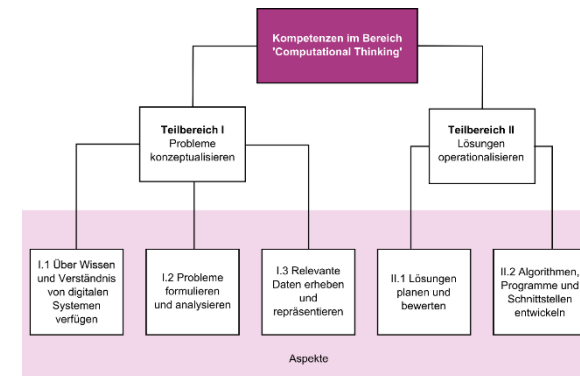 Kompetenzen im Bereich
'Computational Thinking'
Teilbereich I
Probleme
konzeptualisieren
Teilbereich II
Lösungen
operationalisieren
I.1 Über Wissen
und Verständnis
von digitalen
Systemen
verfügen
I.2 Probleme
formulieren
und analysieren
I.3 Relevante
Daten erheben
und
repräsentieren
II.1 Lösungen
planen und
bewerten
II.2 Algorithmen,
Programme und
Schnittstellen
entwickeln
Aspekte